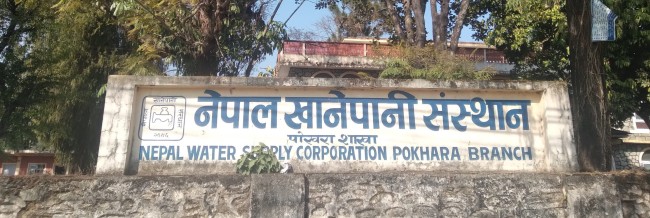 नेपाल खानेपानी संस्थान
पोखरा शाखा
NEPAL WATER SUPPLY CORPORATION POKHARA BRANCH